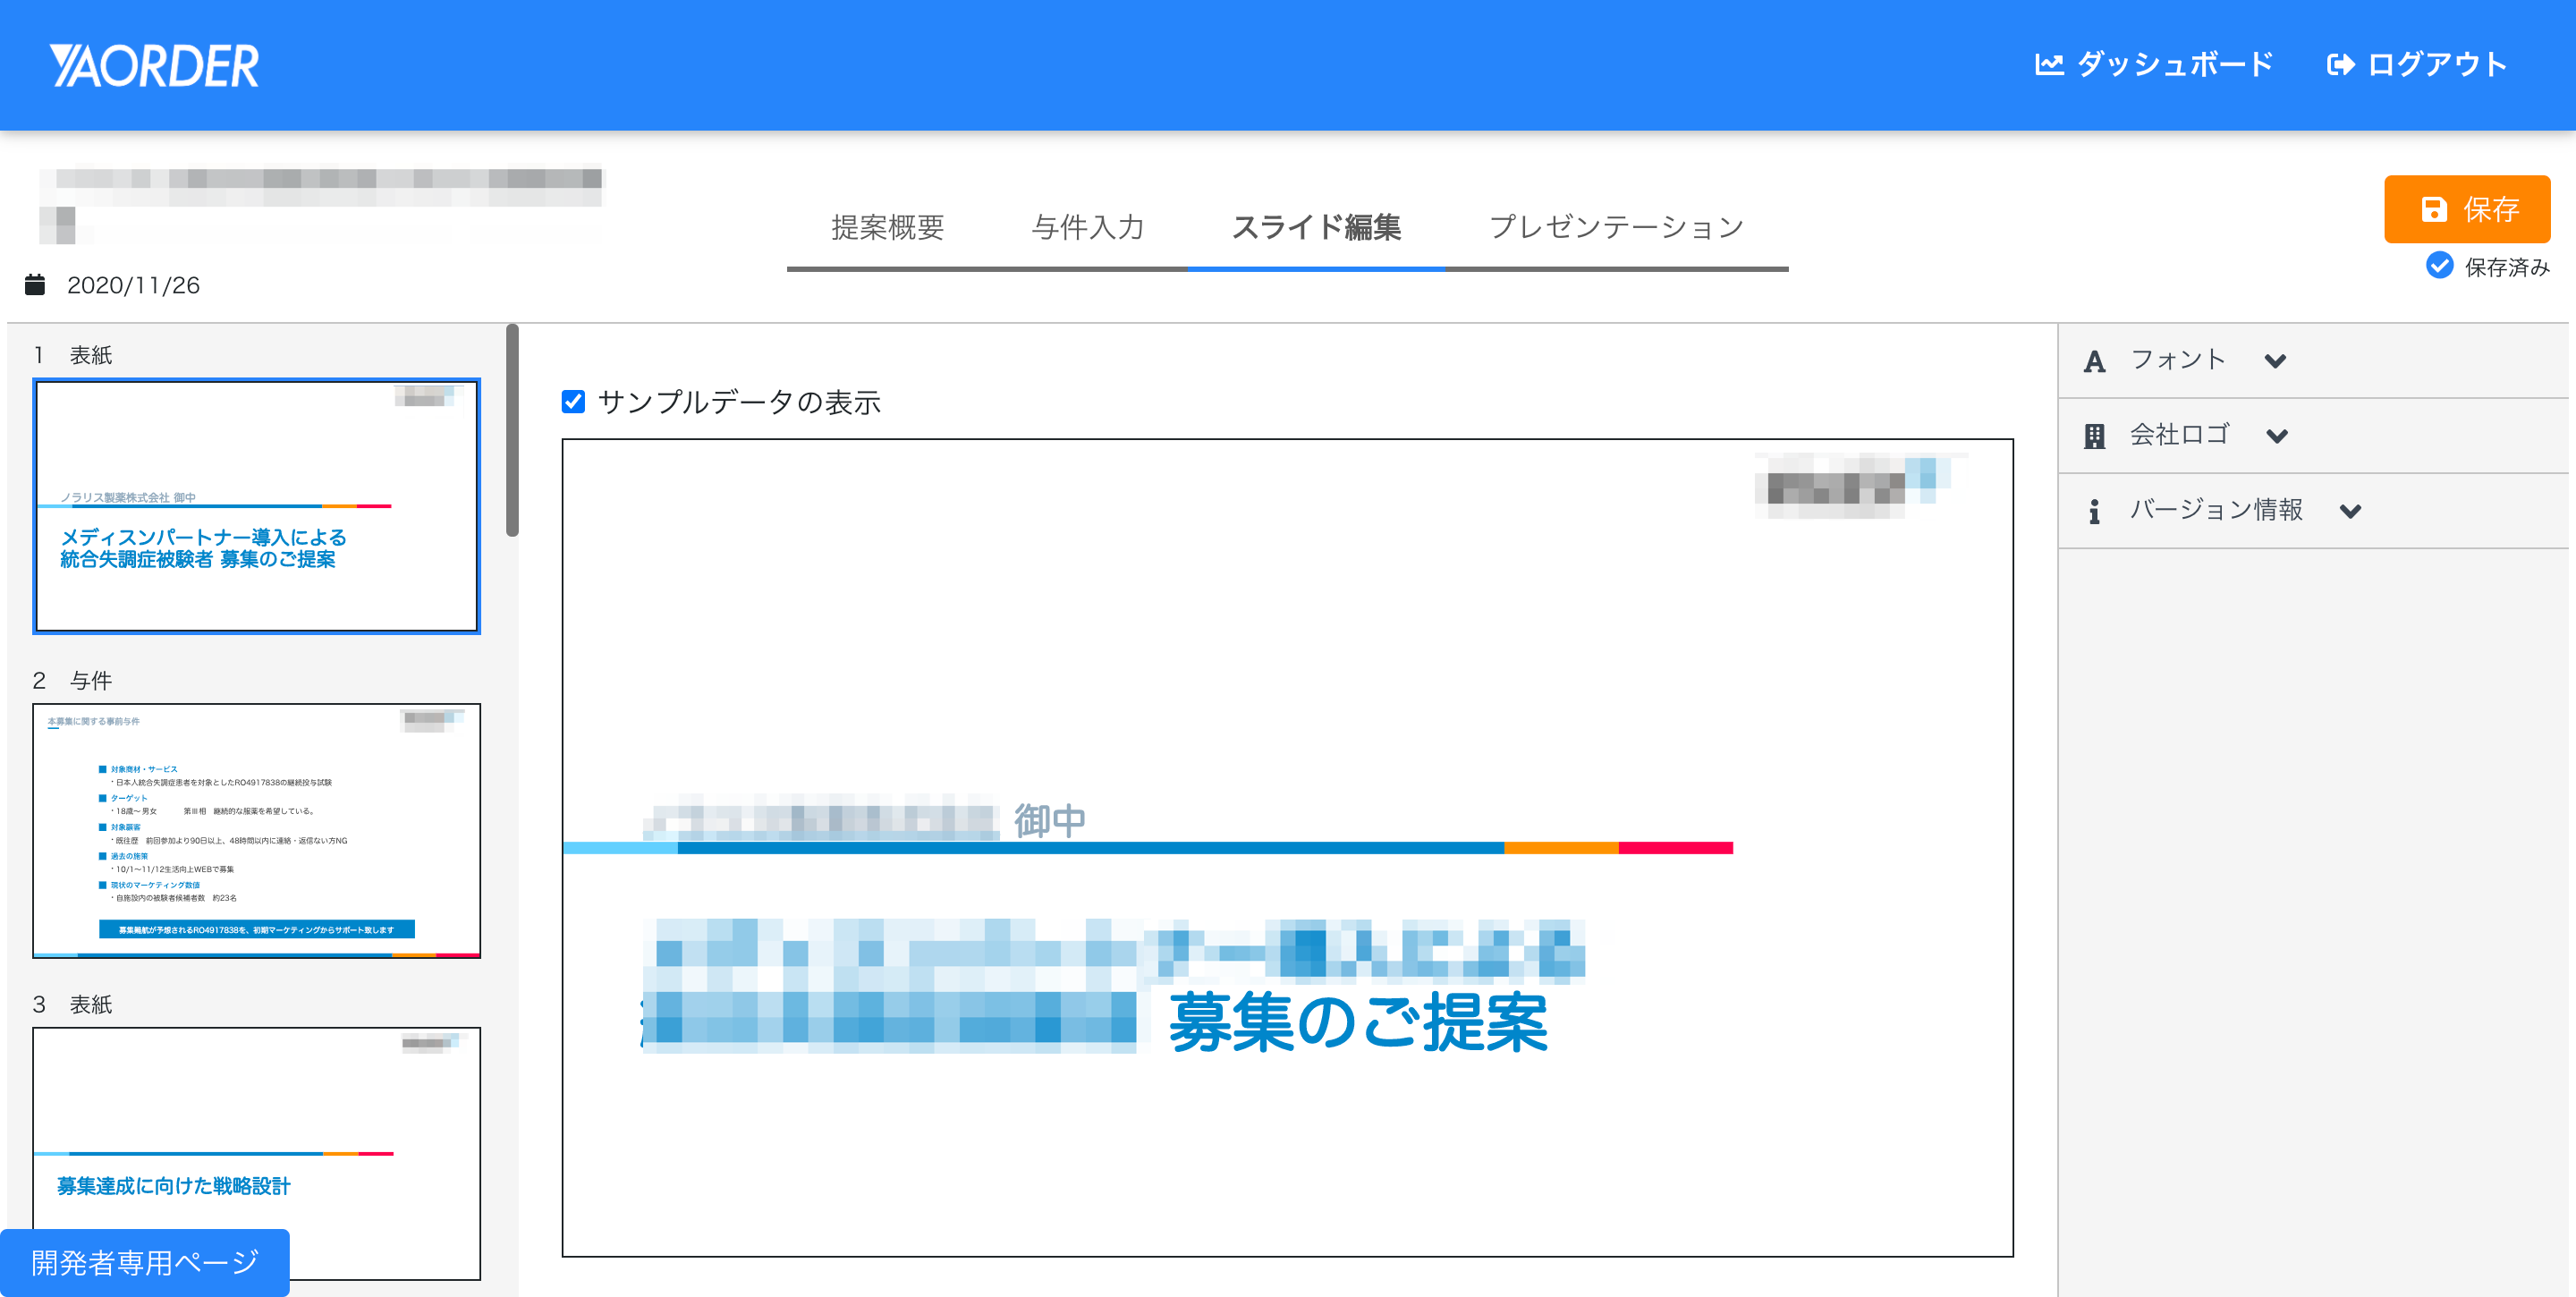 YAORDER
ダッシュボード
ログアウト
提案概要
与件入力
スライド編集
プレゼンテーション
保存
保存済み
2020/11/26
1 表紙
ノラリス製薬株式会社 御中
メディスンパートナー導入による
統合失調症被験者 募集のご提案
2 与件
本募集に関する事前与件
対象商材・サービス
・日本人統合失調症患者を対象としたRO4917838の継続投与試験
ターゲット
・18歳～ 男女 第Ⅲ相 継続的な服薬を希望している。
対象顧客
・既往歴 前回参加より90日以上、48時間以内に連絡・返信ない方NG
過去の施策
・10/1～11/12生活向上WEBで募集
現状のマーケティング数値
・自施設内の被験者候補者数 約23名
募集難航が予想されるRO4917838を、初期マーケティングからサポート致します
3 表紙
募集達成に向けた戦略設計
開発者専用ページ
サンプルデータの表示
御中
募集のご提案
フォント
会社ロゴ
バージョン情報